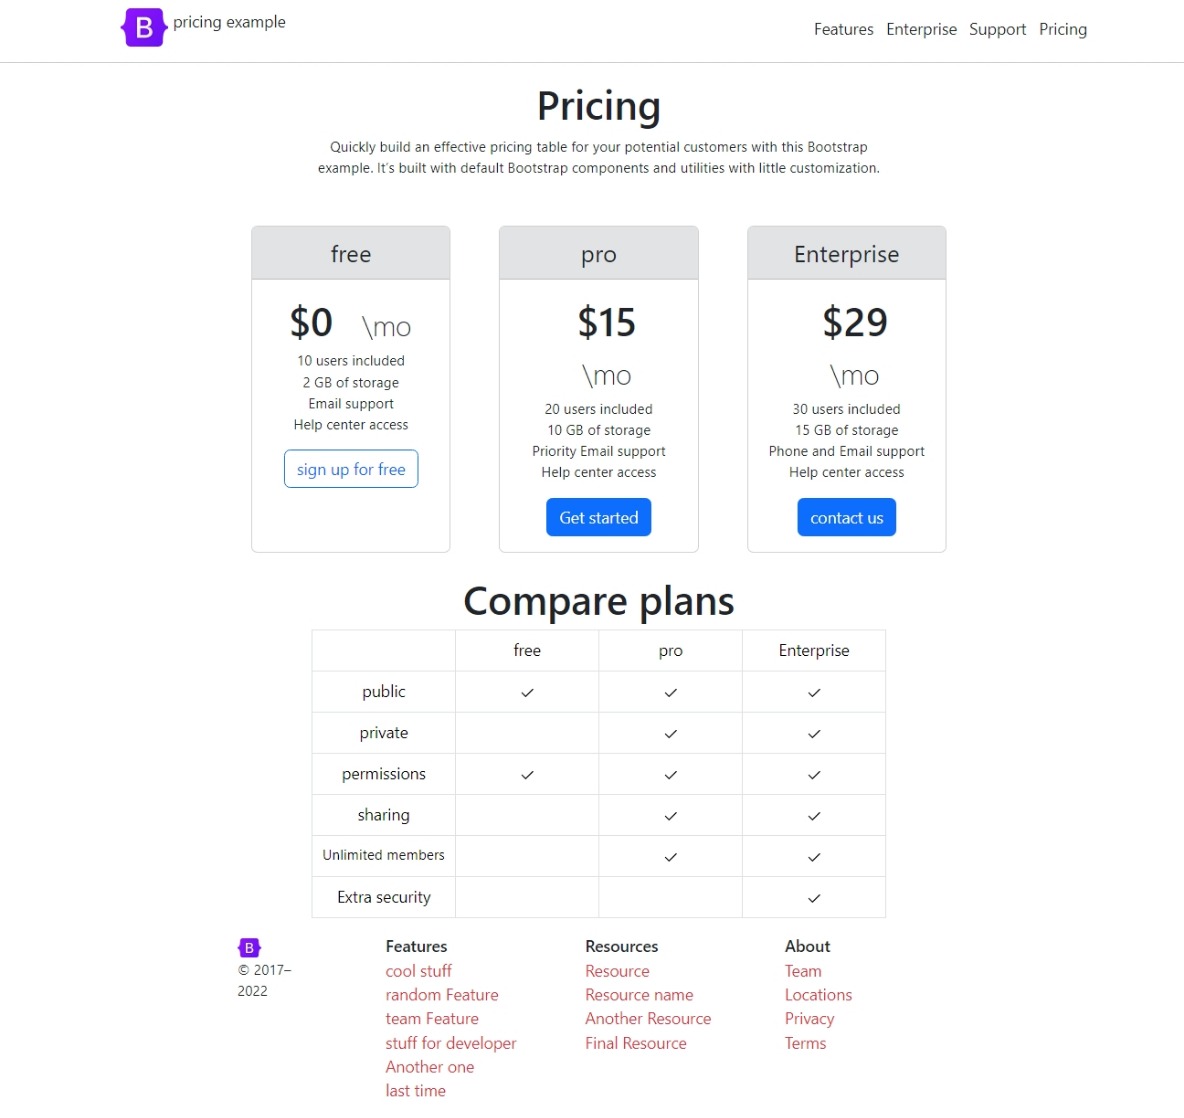 B pricing example
Features Enterprise Support Pricing
Pricing
Quickly build an effective pricing table for your potential customers with this Bootstrap
example. It's built with default Bootstrap components and utilities with little customization.
free
$0 \mo
10 users included
2 GB of storage
Email support
Help center access
sign up for free
pro
$15
\mo
20 users included
10 GB of storage
Priority Email support
Help center access
Get started
Enterprise
$29
\mo
30 users included
15 GB of storage
Phone and Email support
Help center access
contact us
Compare plans
free pro Enterprise
public ✓ ✓ ✓
private ✓ ✓
permissions ✓ ✓ ✓
sharing ✓ ✓
Unlimited members ✓ ✓
Extra security ✓
B
© 2017–
2022
Features
cool stuff
random Feature
team Feature
stuff for developer
Another one
last time
Resources
Resource
Resource name
Another Resource
Final Resource
About
Team
Locations
Privacy
Terms